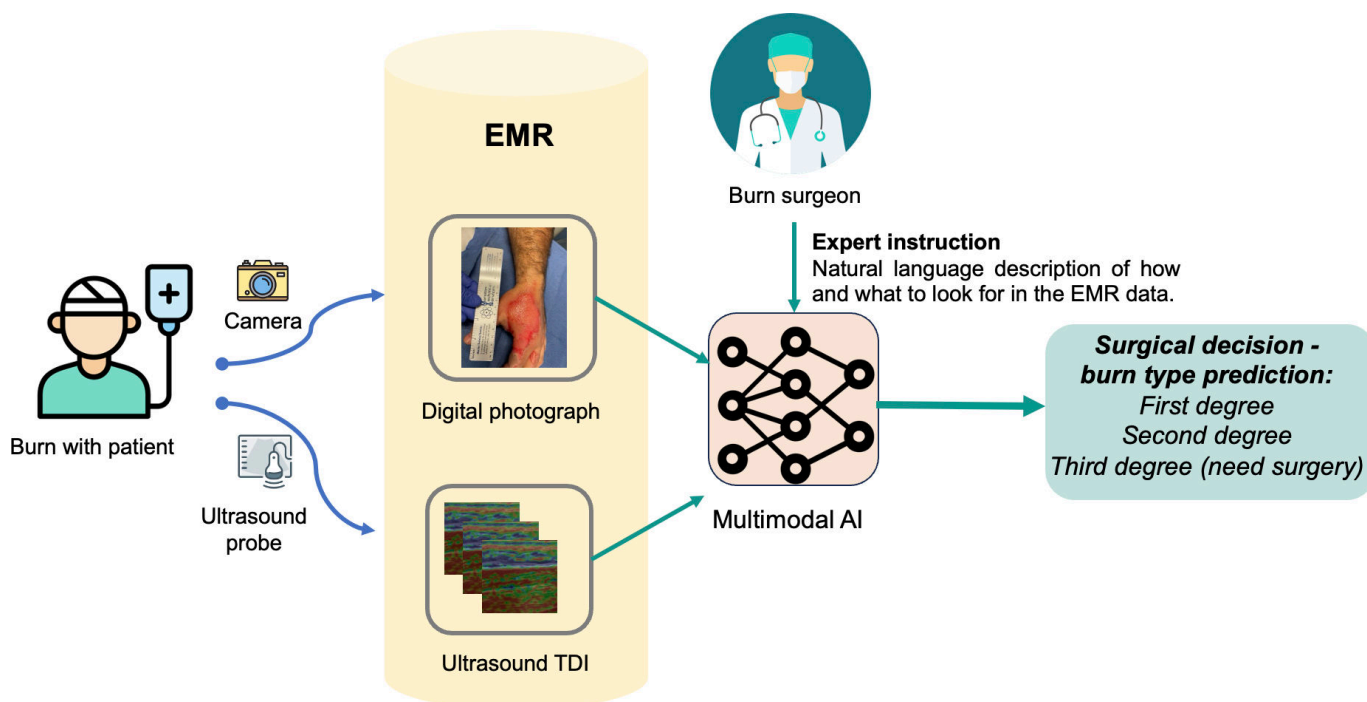 EMR
Burn surgeon
Expert instruction
Natural language description of how
and what to look for in the EMR data.
Camera
Digital photograph
Burn with patient
Ultrasound
probe
Ultrasound TDI
Multimodal AI
Surgical decision -
burn type prediction:
First degree
Second degree
Third degree (need surgery)